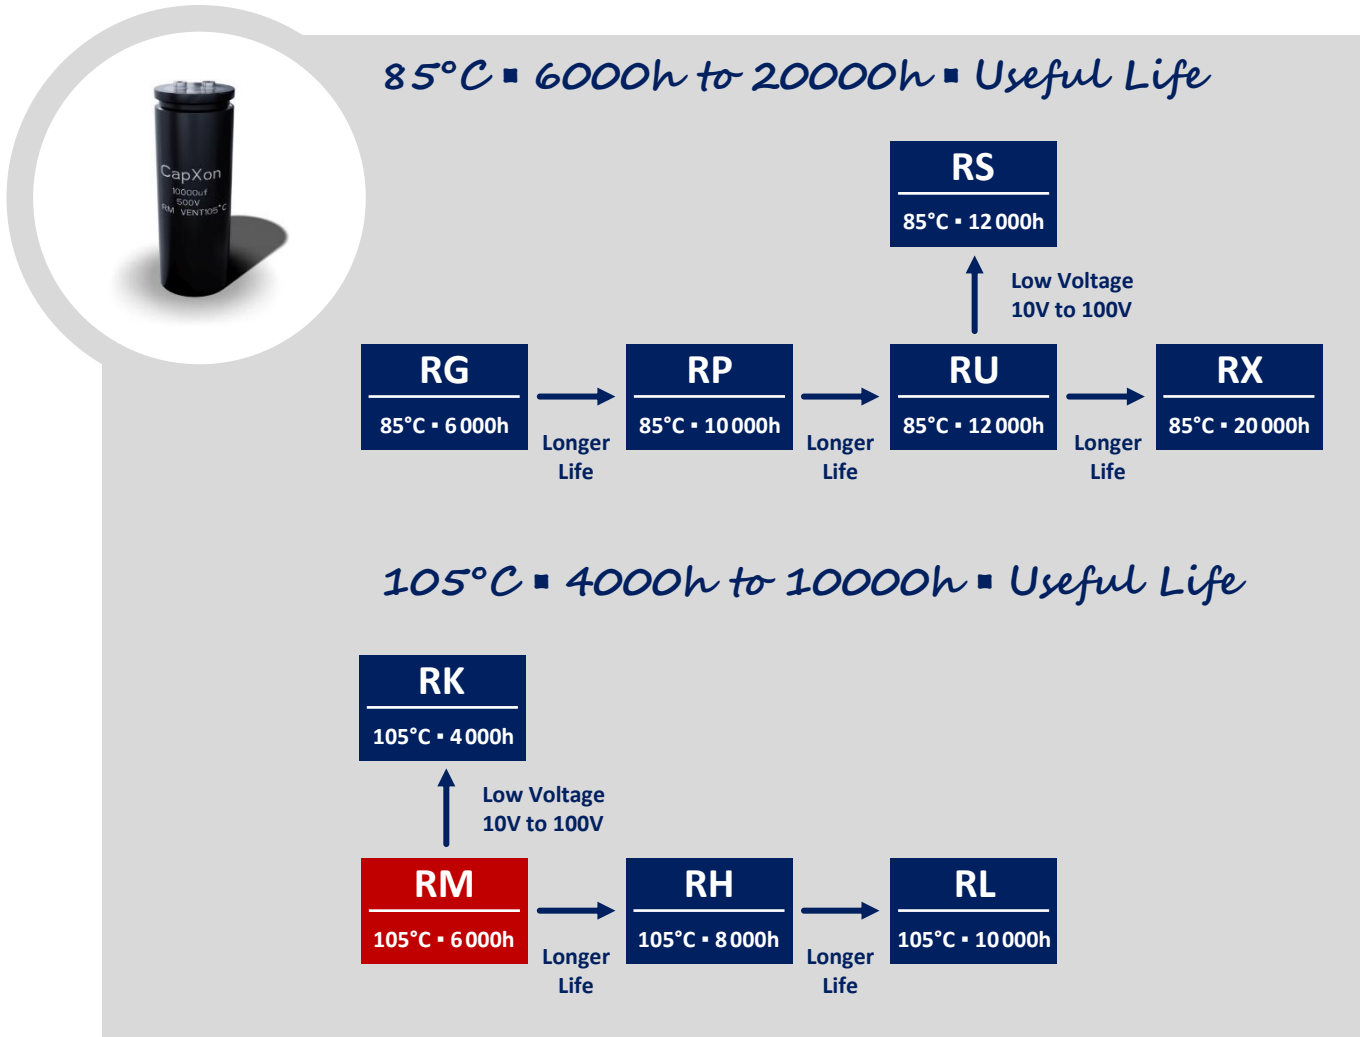 85°C ▪ 6000h to 20000h ▪ Useful Life
CapXon
10000uf
500V
RM VENT105°C
RS
85°C ▪ 12 000h
Low Voltage
10V to 100V
RG
85°C ▪ 6 000h
Longer
Life
RP
85°C ▪ 10 000h
Longer
Life
RU
85°C ▪ 12 000h
Longer
Life
RX
85°C ▪ 20 000h
105°C ▪ 4000h to 10000h ▪ Useful Life
RK
105°C ▪ 4 000h
Low Voltage
10V to 100V
RM
105°C ▪ 6 000h
Longer
Life
RH
105°C ▪ 8 000h
Longer
Life
RL
105°C ▪ 10 000h